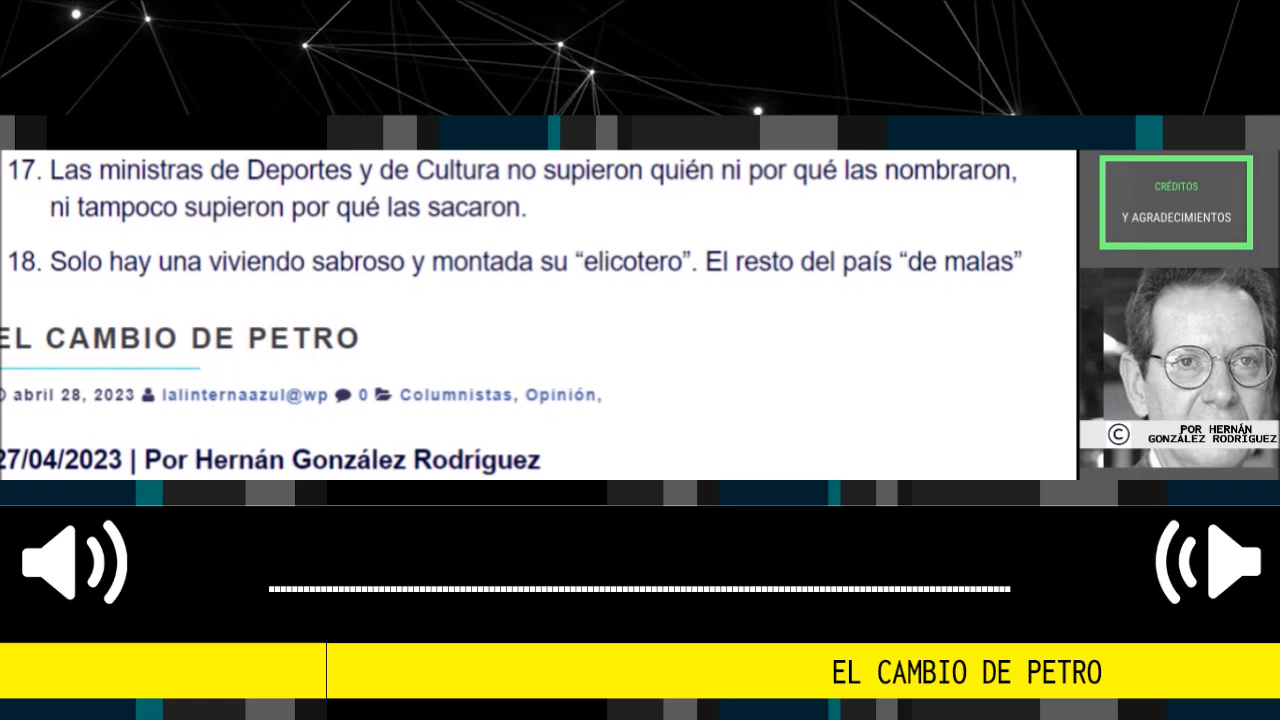 17. Las ministras de Deportes y de Cultura no supieron quién ni por qué las nombraron,
ni tampoco supieron por qué las sacaron.
18. Solo hay una viviendo sabroso y montada su “elicotero”. El resto del país “de malas”
EL CAMBIO DE PETRO
abril 28, 2023 lalinternaazul@wp 0 Columnistas, Opinión,
27/04/2023 | Por Hernán González Rodríguez
CRÉDITOS
Y AGRADECIMIENTOS
© POR HERNÁN
GONZÁLEZ RODRÍGUEZ
EL CAMBIO DE PETRO